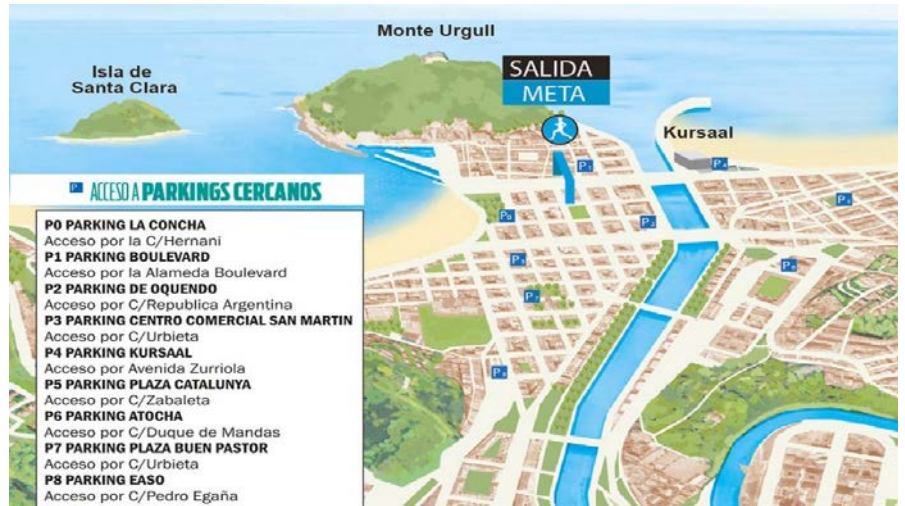 Monte Urgull
Isla de
Santa Clara
SALIDA
META
Kursaal
P ACCESO A PARKINGS CERCANOS
P0 PARKING LA CONCHA
Acceso por la C/Hernani
P1 PARKING BOULEVARD
Acceso por la Alameda Boulevard
P2 PARKING DE OQUENDO
Acceso por C/Republica Argentina
P3 PARKING CENTRO COMERCIAL SAN MARTIN
Acceso por C/Urbieta
P4 PARKING KURSAAL
Acceso por Avenida Zurriola
P5 PARKING PLAZA CATALUNYA
Acceso por C/Zabaleta
P6 PARKING ATOCHA
Acceso por C/Duque de Mandas
P7 PARKING PLAZA BUEN PASTOR
Acceso por C/Urbieta
P8 PARKING EASO
Acceso por C/Pedro Egaña
P2